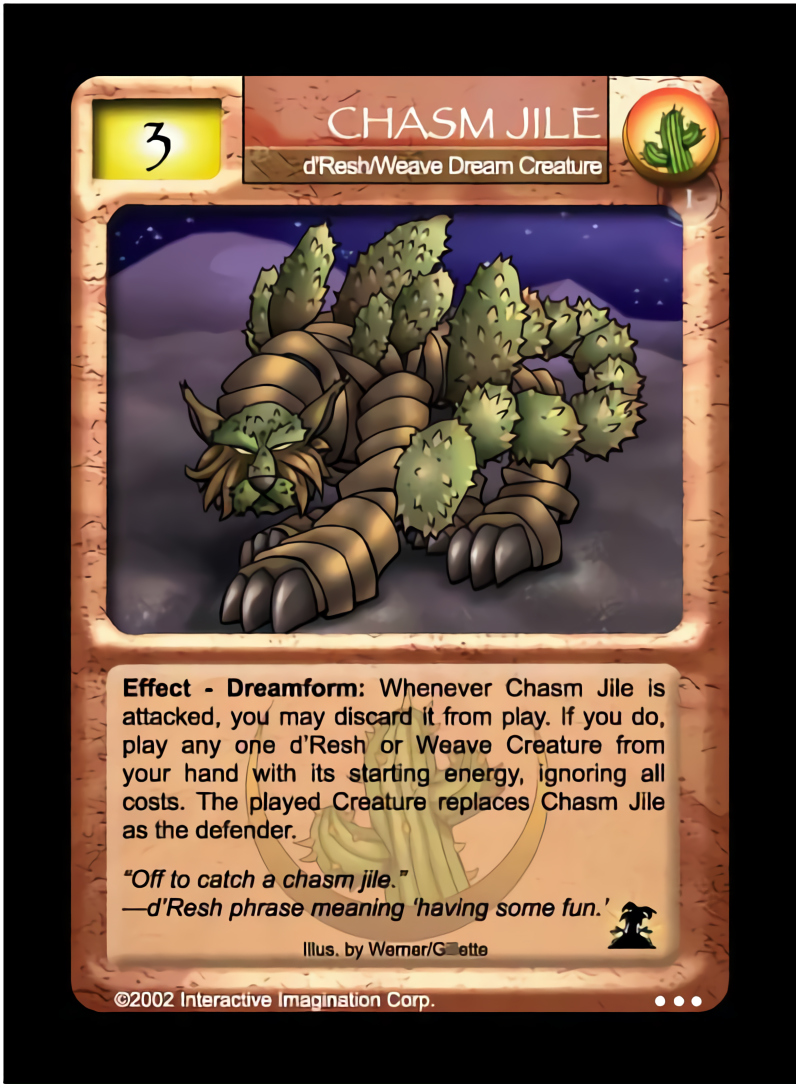 3
CHASM JILE
d'Resh/Weave Dream Creature
1
Effect - Dreamform: Whenever Chasm Jile is
attacked, you may discard it from play. If you do,
play any one d'Resh or Weave Creature from
your hand with its starting energy, ignoring all
costs. The played Creature replaces Chasm Jile
as the defender.
"Off to catch a chasm jile."
—d'Resh phrase meaning 'having some fun.'
Illus. by
©2002 Interactive Imagination Corp.